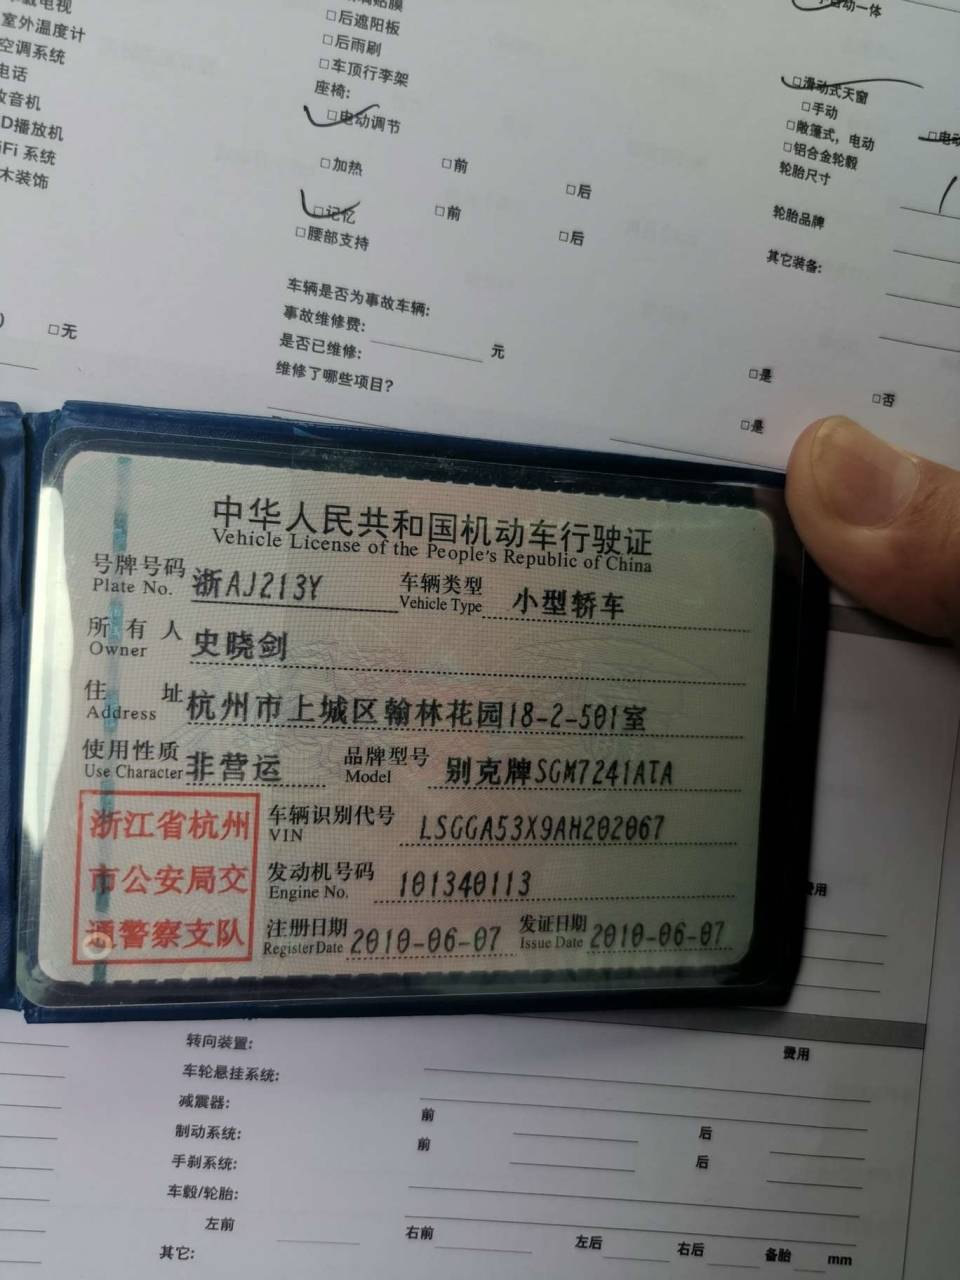 室外温度计
空调系统
电话
收音机
D播放机
iFi 系统
木装饰
□无
□后遮阳板
□后雨刷
□车顶行李架
座椅:
□电动调节
□加热 □前 □后
□记忆 □前 □后
□腰部支持
车辆是否为事故车辆:
事故维修费: 元
是否已维修:
维修了哪些项目?
□滑动式天窗
□手动 □电动
□敞篷式，电动
□铝合金轮毂
轮胎尺寸
轮胎品牌
其它装备:
□是 □否
□是
中华人民共和国机动车行驶证
Vehicle License of the People's Republic of China
号牌号码 浙AJ213Y 车辆类型 小型轿车
Plate No. Vehicle Type
所有人 史晓剑
Owner
住址 杭州市上城区翰林花园18-2-501室
Address
使用性质 非营运 品牌型号 别克牌SGM7241ATA
Use Character Model
浙江省杭州
市公安局交
通警察支队
车辆识别代号 LSGGA53X9AH202067
VIN
发动机号码 101340113
Engine No.
注册日期 2010-06-07 发证日期 2010-06-07
Register Date Issue Date
费用
转向装置: 费用
车轮悬挂系统:
减震器: 前 后
制动系统: 前 后
手刹系统:
车毂/轮胎:
左前 右前 左后 右后 备胎 mm
其它: